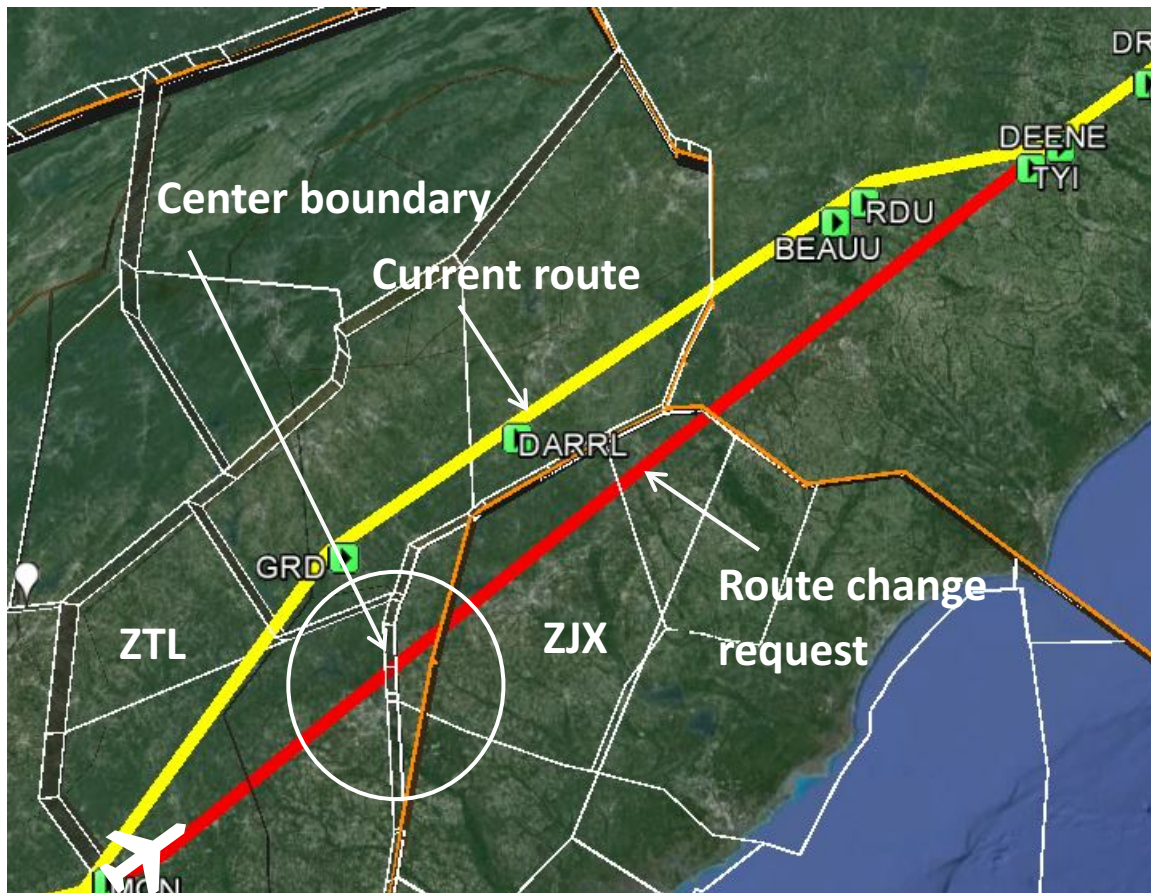 DR
DEENE
TYI
Center boundary
RDU
BEAUU
Current route
DARRL
GRD
Route change
request
ZTL
ZJX